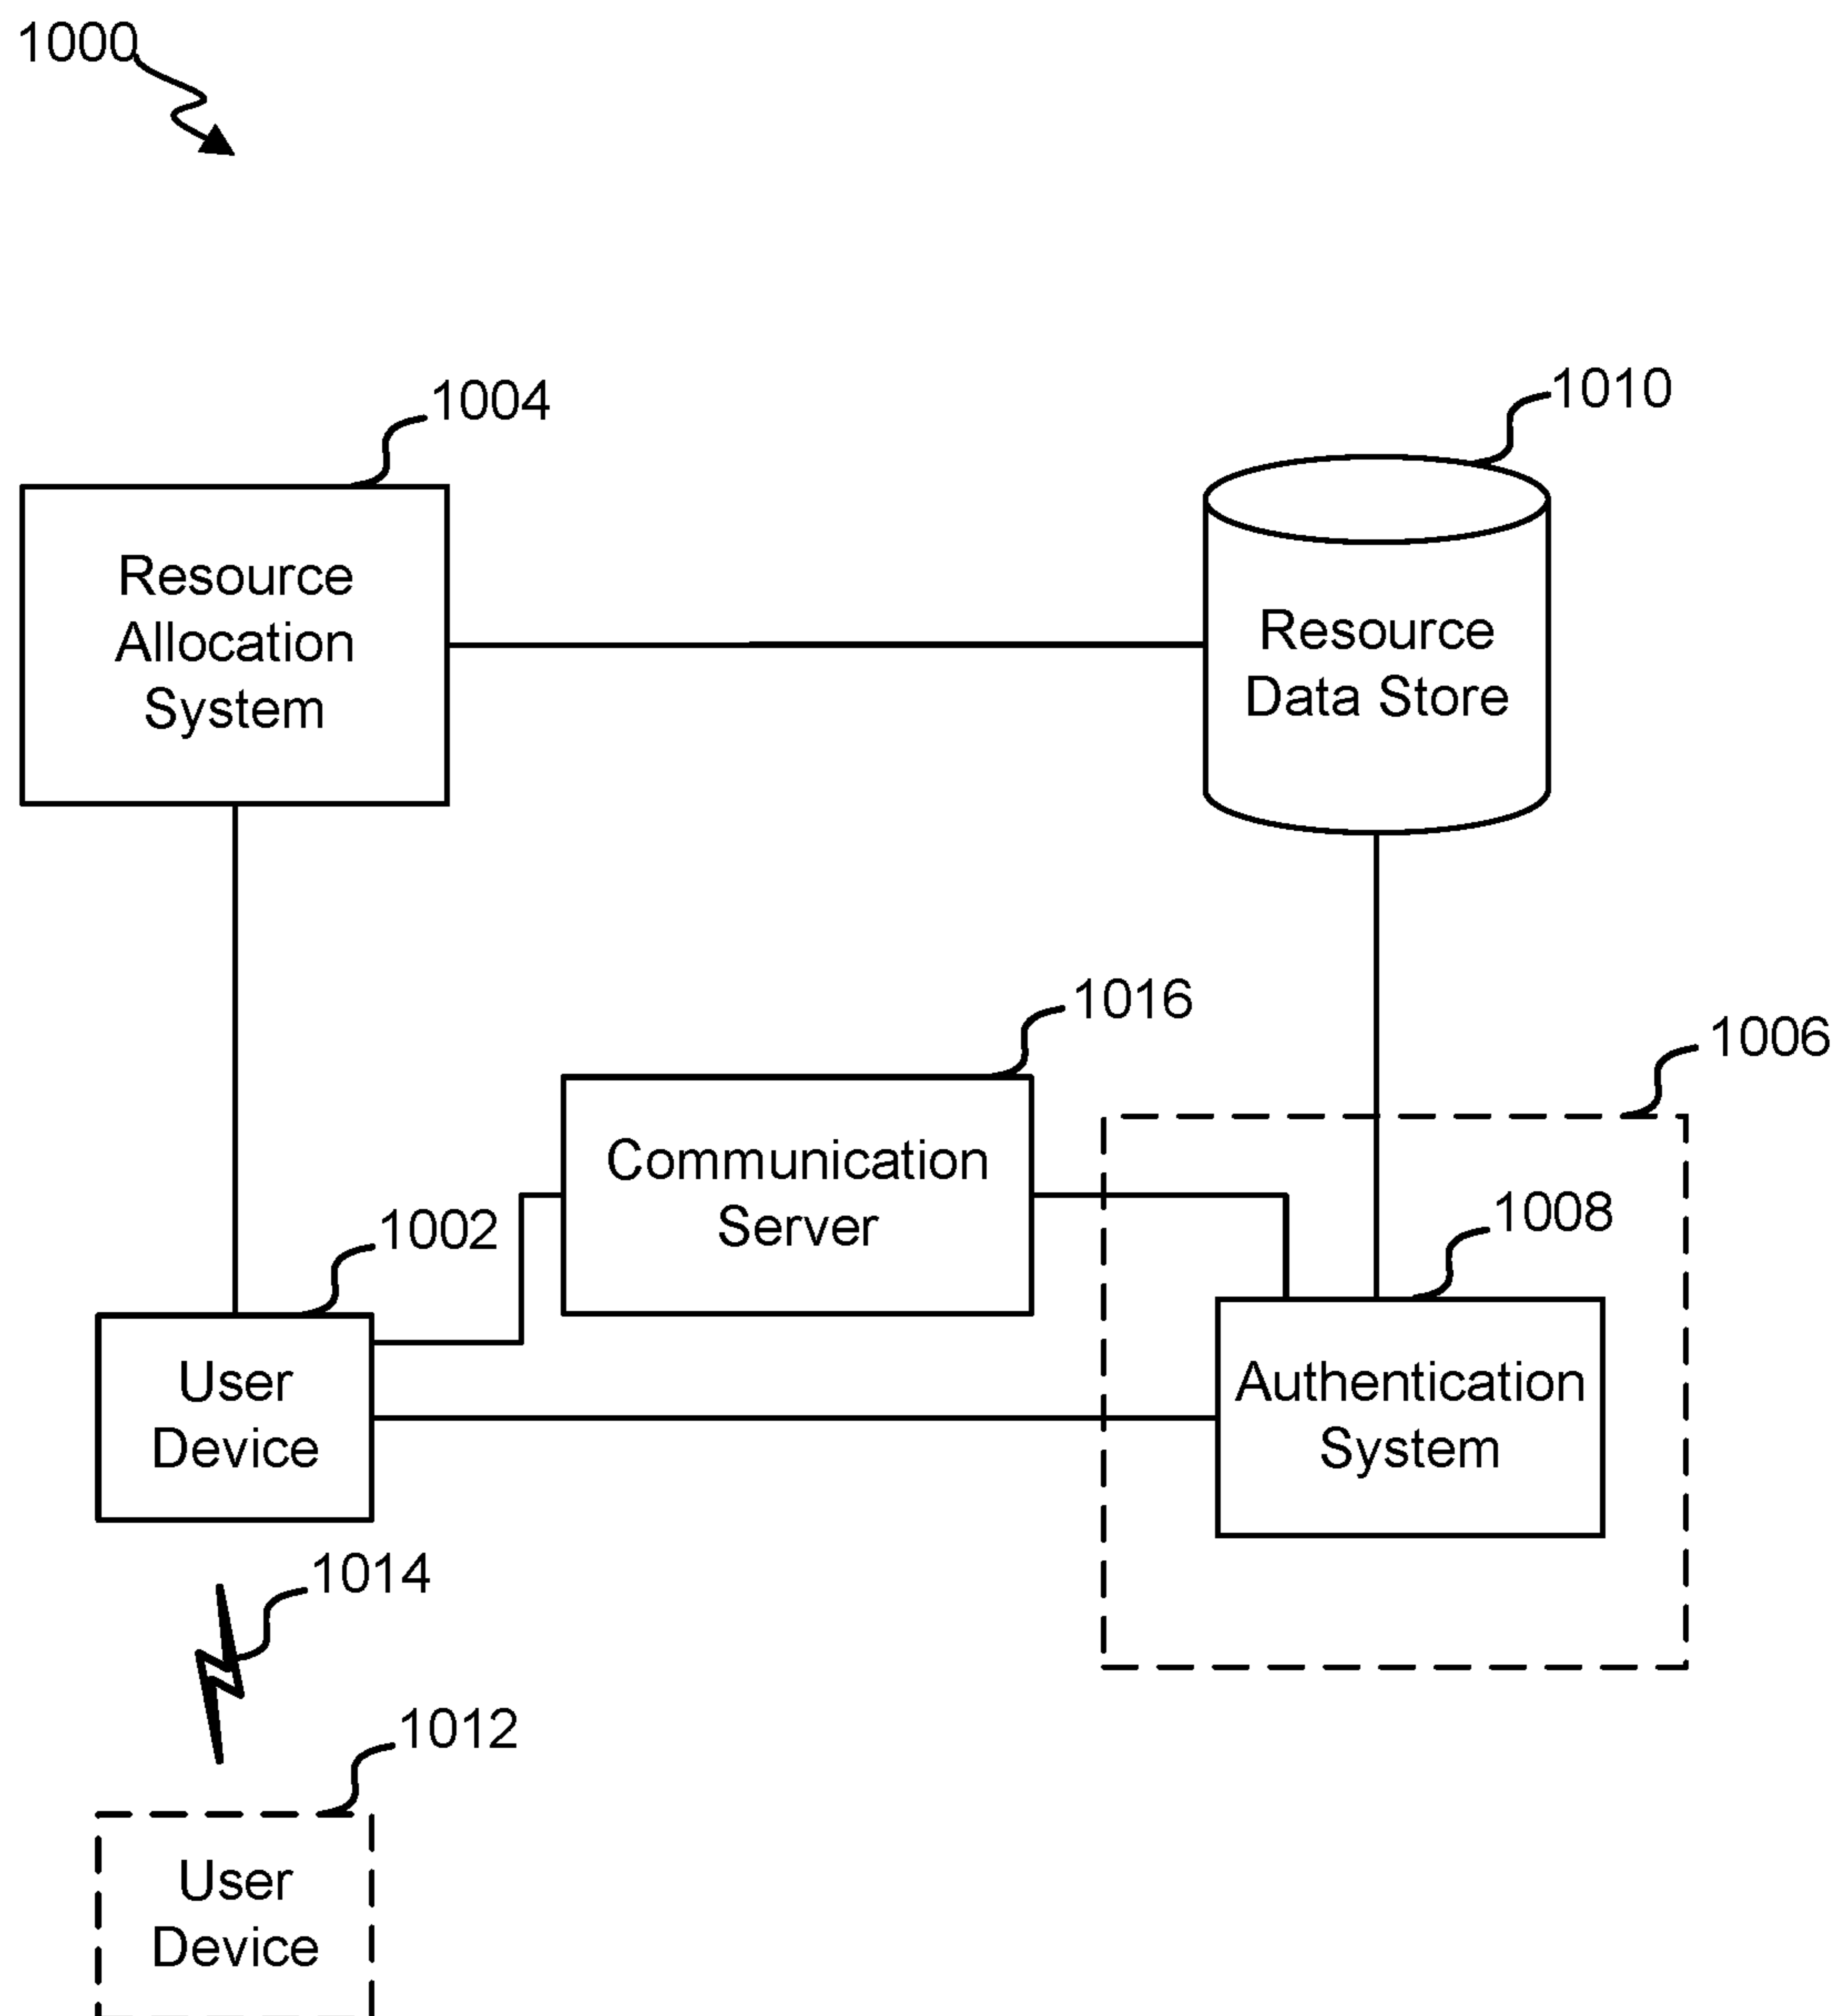 1000
1004
1010
Resource
Allocation
System
Resource
Data Store
1016
1006
Communication
Server
1008
1002
User
Device
Authentication
System
1014
1012
User
Device